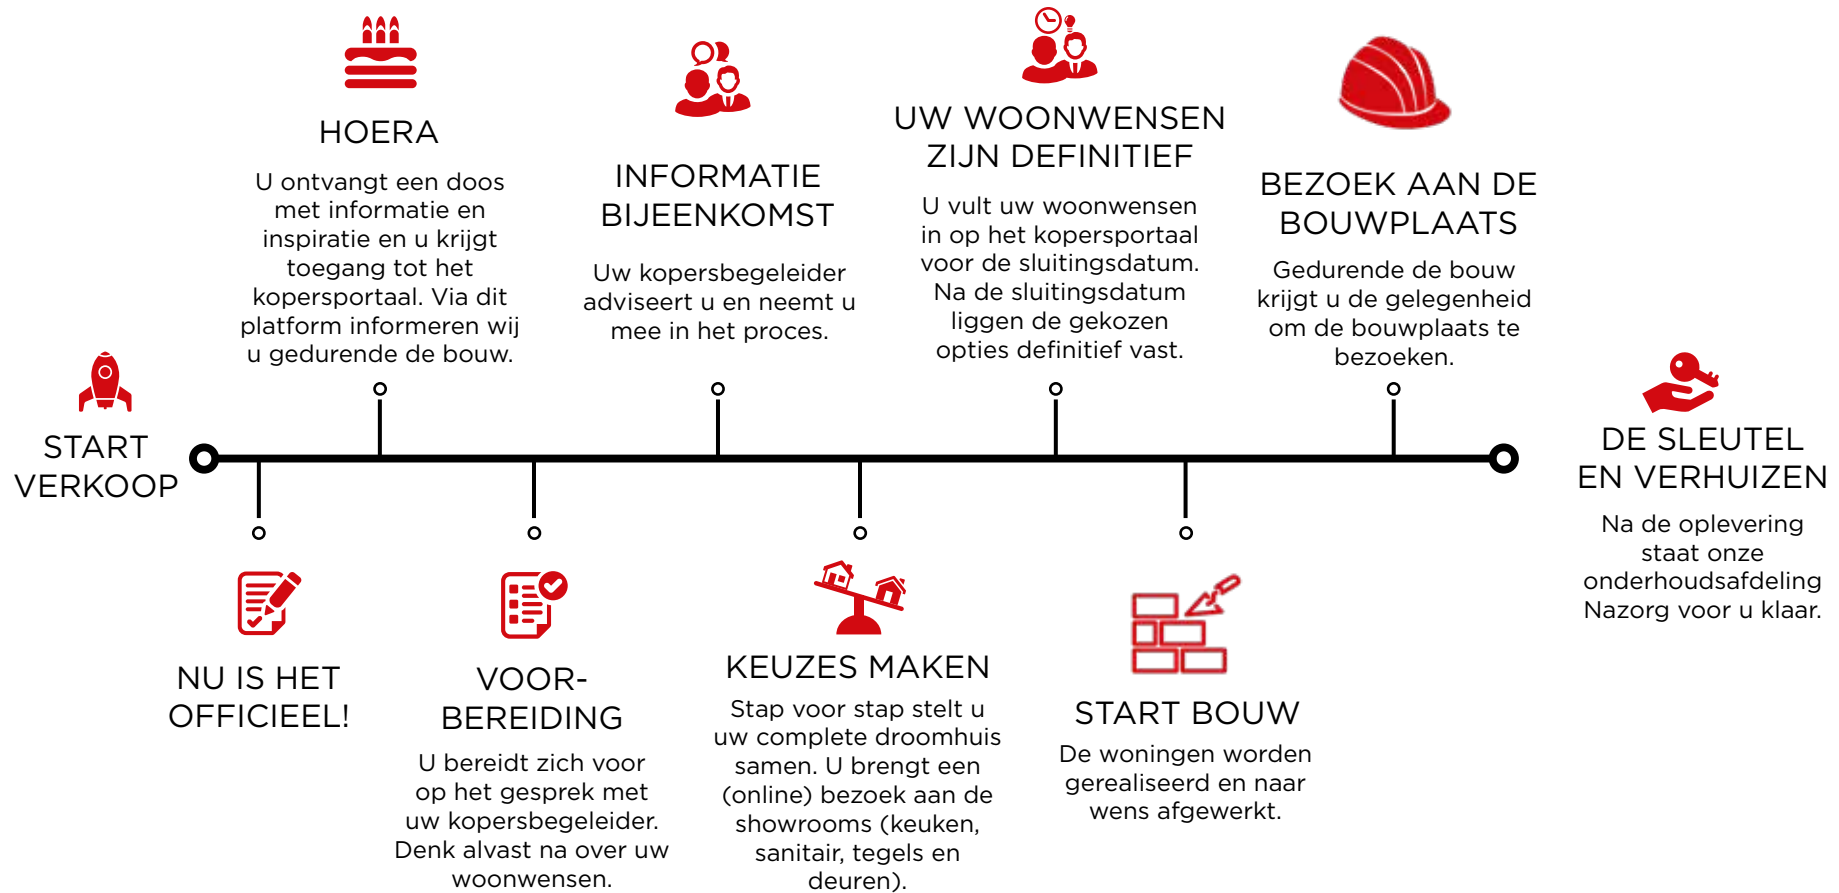 START
VERKOOP
NU IS HET
OFFICIEEL!
HOERA
U ontvangt een doos
met informatie en
inspiratie en u krijgt
toegang tot het
kopersportaal. Via dit
platform informeren wij
u gedurende de bouw.
VOOR-
BEREIDING
U bereidt zich voor
op het gesprek met
uw kopersbegeleider.
Denk alvast na over uw
woonwensen.
INFORMATIE
BIJEENKOMST
Uw kopersbegeleider
adviseert u en neemt u
mee in het proces.
KEUZES MAKEN
Stap voor stap stelt u
uw complete droomhuis
samen. U brengt een
(online) bezoek aan de
showrooms (keuken,
sanitair, tegels en
deuren).
UW WOONWENSEN
ZIJN DEFINITIEF
U vult uw woonwensen
in op het kopersportaal
voor de sluitingsdatum.
Na de sluitingsdatum
liggen de gekozen
opties definitief vast.
START BOUW
De woningen worden
gerealiseerd en naar
wens afgewerkt.
BEZOEK AAN DE
BOUWPLAATS
Gedurende de bouw
krijgt u de gelegenheid
om de bouwplaats te
bezoeken.
DE SLEUTEL
EN VERHUIZEN
Na de oplevering
staat onze
onderhoudsafdeling
Nazorg voor u klaar.